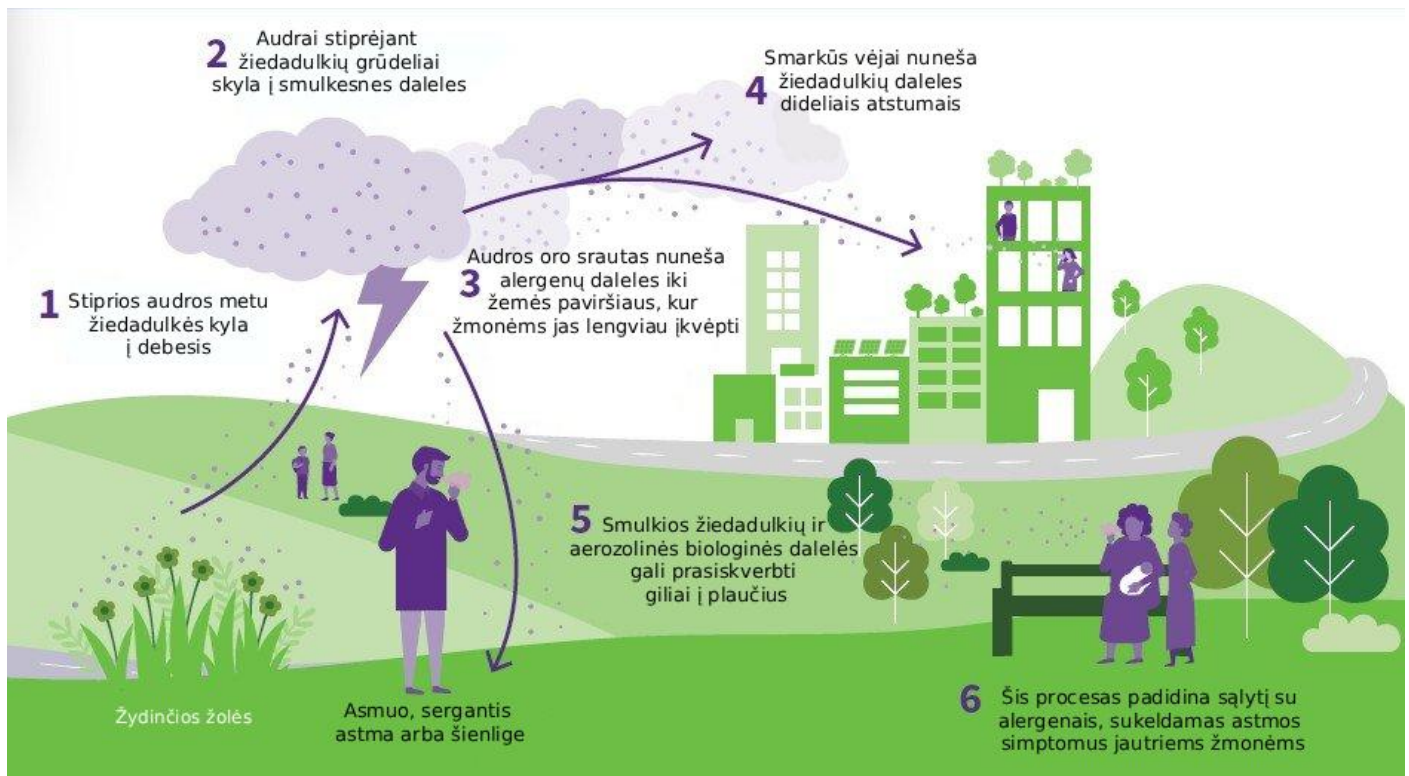 1 Stiprios audros metu
žiedadulkės kyla
į debesis
2 Audrai stiprėjant
žiedadulkių grūdeliai
skyla į smulkesnes daleles
3 Audros oro srautas nuneša
alergenų daleles iki
žemės paviršiaus, kur
žmonėms jas lengviau įkvėpti
4 Smarkūs vėjai nuneša
žiedadulkių daleles
dideliais atstumais
5 Smulkios žiedadulkių ir
aerozolinės biologinės dalelės
gali prasiskverbti
giliai į plaučius
6 Šis procesas padidina sąlytį su
alergenais, sukeldamas astmos
simptomus jautriems žmonėms
Žydinčios žolės
Asmuo, sergantis
astma arba šienlige